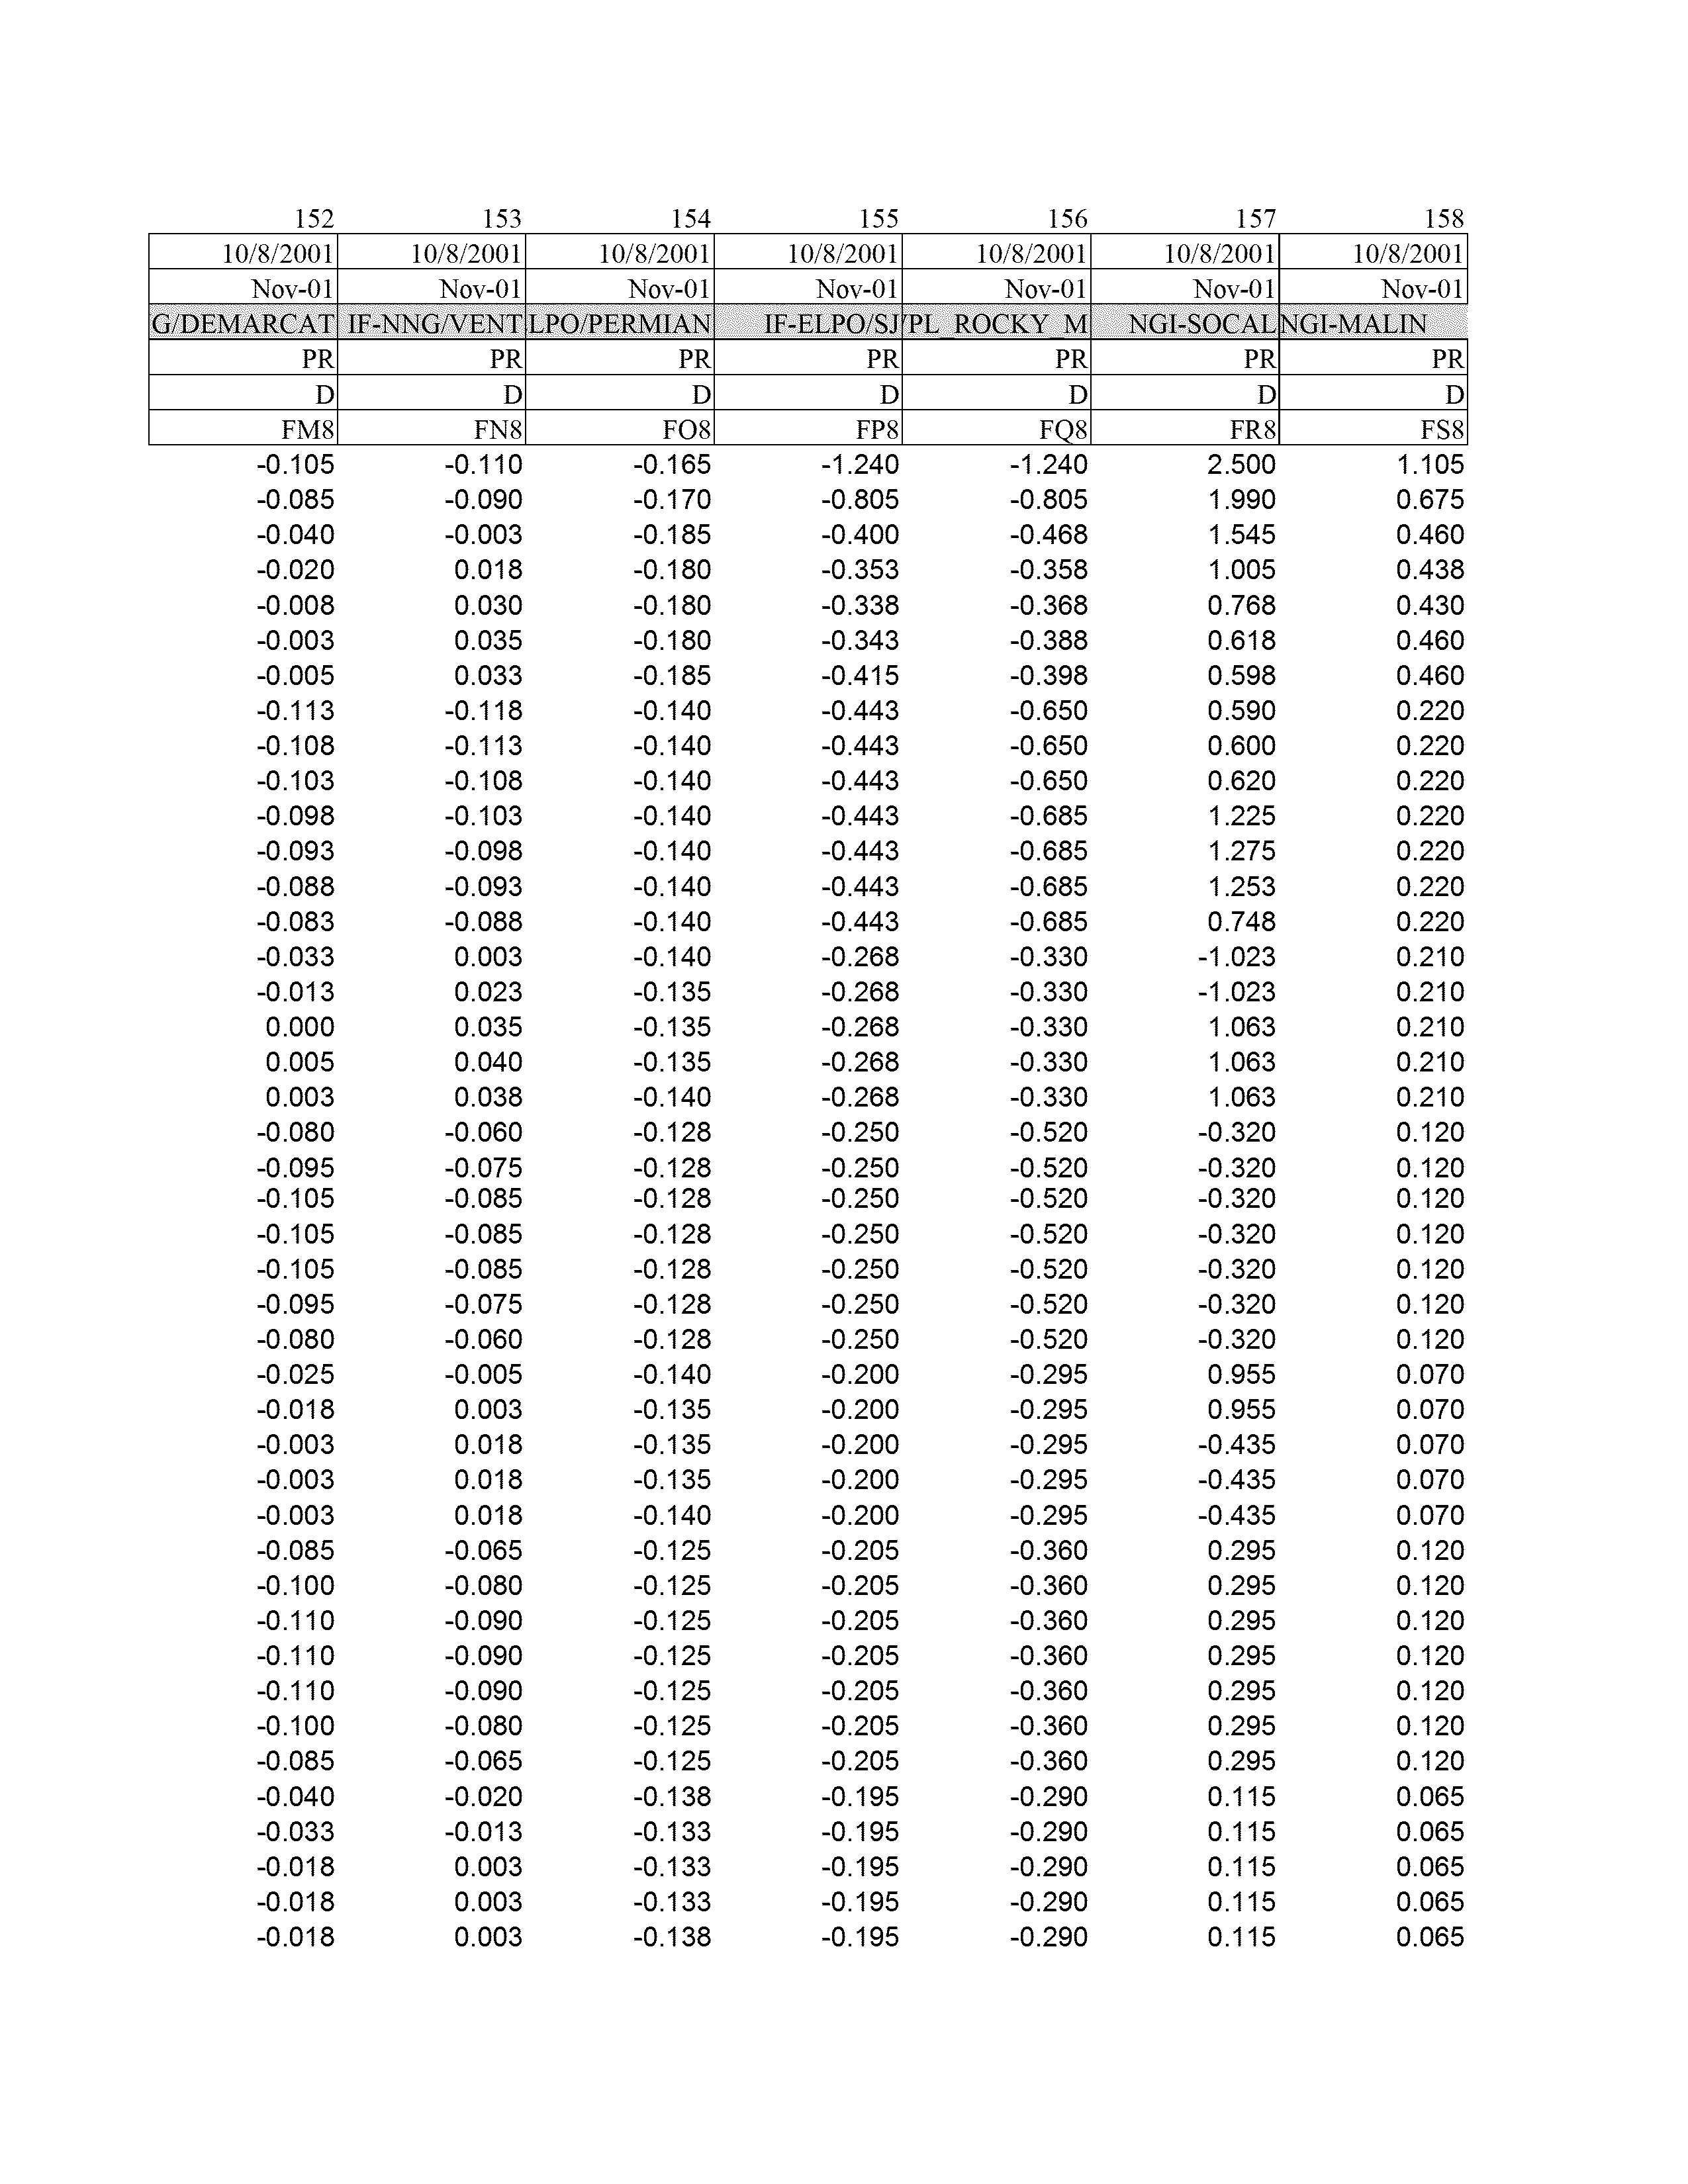 152 153 154 155 156 157 158
10/8/2001 10/8/2001 10/8/2001 10/8/2001 10/8/2001 10/8/2001 10/8/2001
Nov-01 Nov-01 Nov-01 Nov-01 Nov-01 Nov-01 Nov-01
G/DEMARCAT IF-NNG/VENT LPO/PERMIAN IF-ELPO/SJ /PL_ROCKY_M NGI-SOCAL NGI-MALIN
PR PR PR PR PR PR PR
D D D D D D D
FM8 FN8 FO8 FP8 FQ8 FR8 FS8
-0.105 -0.110 -0.165 -1.240 -1.240 2.500 1.105
-0.085 -0.090 -0.170 -0.805 -0.805 1.990 0.675
-0.040 -0.003 -0.185 -0.400 -0.468 1.545 0.460
-0.020 0.018 -0.180 -0.353 -0.358 1.005 0.438
-0.008 0.030 -0.180 -0.338 -0.368 0.768 0.430
-0.003 0.035 -0.180 -0.343 -0.388 0.618 0.460
-0.005 0.033 -0.185 -0.415 -0.398 0.598 0.460
-0.113 -0.118 -0.140 -0.443 -0.650 0.590 0.220
-0.108 -0.113 -0.140 -0.443 -0.650 0.600 0.220
-0.103 -0.108 -0.140 -0.443 -0.650 0.620 0.220
-0.098 -0.103 -0.140 -0.443 -0.685 1.225 0.220
-0.093 -0.098 -0.140 -0.443 -0.685 1.275 0.220
-0.088 -0.093 -0.140 -0.443 -0.685 1.253 0.220
-0.083 -0.088 -0.140 -0.443 -0.685 0.748 0.220
-0.033 0.003 -0.140 -0.268 -0.330 -1.023 0.210
-0.013 0.023 -0.135 -0.268 -0.330 -1.023 0.210
0.000 0.035 -0.135 -0.268 -0.330 1.063 0.210
0.005 0.040 -0.135 -0.268 -0.330 1.063 0.210
0.003 0.038 -0.140 -0.268 -0.330 1.063 0.210
-0.080 -0.060 -0.128 -0.250 -0.520 -0.320 0.120
-0.095 -0.075 -0.128 -0.250 -0.520 -0.320 0.120
-0.105 -0.085 -0.128 -0.250 -0.520 -0.320 0.120
-0.105 -0.085 -0.128 -0.250 -0.520 -0.320 0.120
-0.105 -0.085 -0.128 -0.250 -0.520 -0.320 0.120
-0.095 -0.075 -0.128 -0.250 -0.520 -0.320 0.120
-0.080 -0.060 -0.128 -0.250 -0.520 -0.320 0.120
-0.025 -0.005 -0.140 -0.200 -0.295 0.955 0.070
-0.018 0.003 -0.135 -0.200 -0.295 0.955 0.070
-0.003 0.018 -0.135 -0.200 -0.295 -0.435 0.070
-0.003 0.018 -0.135 -0.200 -0.295 -0.435 0.070
-0.003 0.018 -0.140 -0.200 -0.295 -0.435 0.070
-0.085 -0.065 -0.125 -0.205 -0.360 0.295 0.120
-0.100 -0.080 -0.125 -0.205 -0.360 0.295 0.120
-0.110 -0.090 -0.125 -0.205 -0.360 0.295 0.120
-0.110 -0.090 -0.125 -0.205 -0.360 0.295 0.120
-0.110 -0.090 -0.125 -0.205 -0.360 0.295 0.120
-0.100 -0.080 -0.125 -0.205 -0.360 0.295 0.120
-0.085 -0.065 -0.125 -0.205 -0.360 0.295 0.120
-0.040 -0.020 -0.138 -0.195 -0.290 0.115 0.065
-0.033 -0.013 -0.133 -0.195 -0.290 0.115 0.065
-0.018 0.003 -0.133 -0.195 -0.290 0.115 0.065
-0.018 0.003 -0.133 -0.195 -0.290 0.115 0.065
-0.018 0.003 -0.138 -0.195 -0.290 0.115 0.065